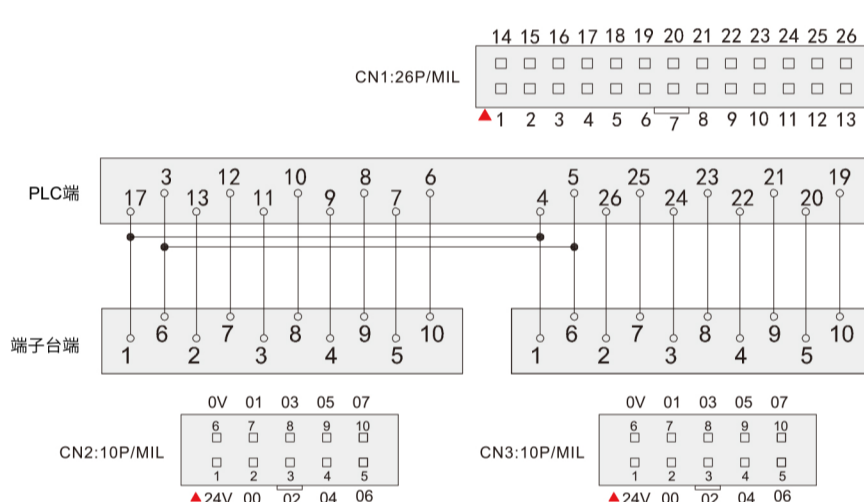 14 15 16 17 18 19 20 21 22 23 24 25 26
CN1:26P/MIL
1 2 3 4 5 6 7 8 9 10 11 12 13
PLC端
3 12 10 8 6 5 25 23 21 19
17 13 11 9 7 4 26 24 22 20
端子台端
6 7 8 9 10 6 7 8 9 10
1 2 3 4 5 1 2 3 4 5
0V 01 03 05 07
6 7 8 9 10
CN2:10P/MIL
1 2 3 4 5
24V 00 02 04 06
0V 01 03 05 07
6 7 8 9 10
CN3:10P/MIL
1 2 3 4 5
24V 00 02 04 06